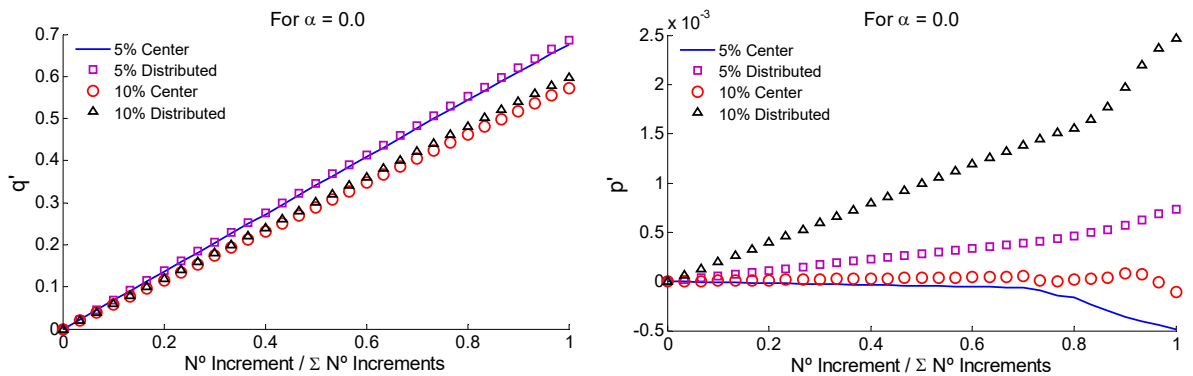 For α = 0.0
0.7
0.6
0.5
0.4
0.3
0.2
0.1
0
q'
5% Center
5% Distributed
10% Center
10% Distributed
0 0.2 0.4 0.6 0.8 1
Nº Increment / Σ Nº Increments
x 10⁻³
For α = 0.0
2.5
2
1.5
1
0.5
0
-0.5
p'
5% Center
5% Distributed
10% Center
10% Distributed
0 0.2 0.4 0.6 0.8 1
Nº Increment / Σ Nº Increments